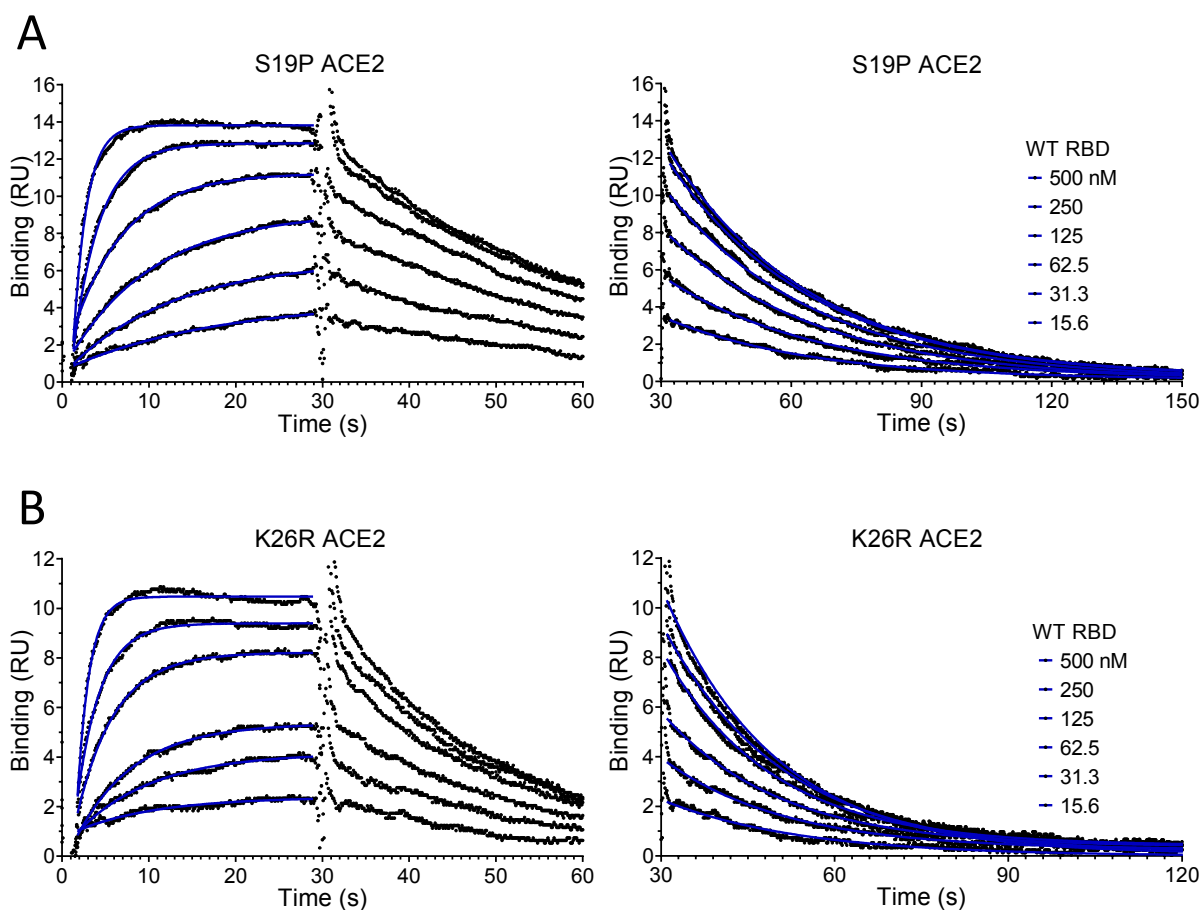 A
S19P ACE2
Binding (RU)
16
14
12
10
8
6
4
2
0
0 10 20 30 40 50 60
Time (s)
S19P ACE2
Binding (RU)
16
14
12
10
8
6
4
2
0
30 60 90 120 150
Time (s)
WT RBD
500 nM
250
125
62.5
31.3
15.6
B
K26R ACE2
Binding (RU)
12
10
8
6
4
2
0
0 10 20 30 40 50 60
Time (s)
K26R ACE2
Binding (RU)
12
10
8
6
4
2
0
30 60 90 120
Time (s)
WT RBD
500 nM
250
125
62.5
31.3
15.6